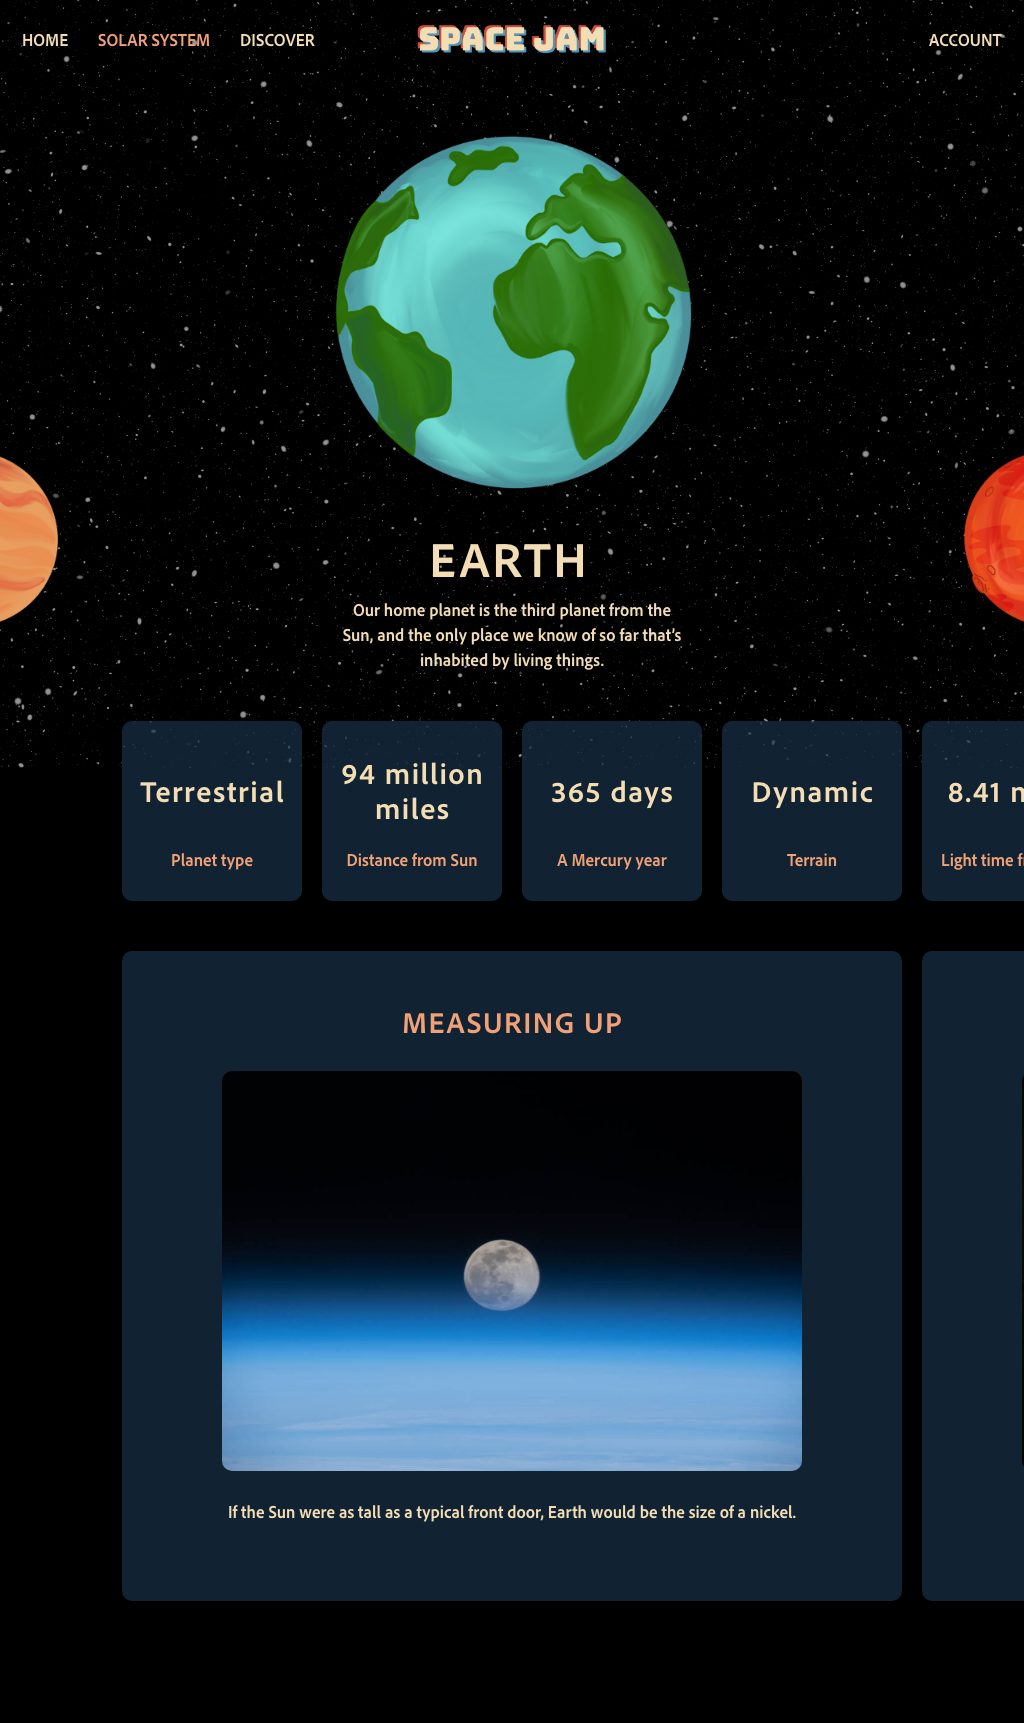 HOME SOLAR SYSTEM DISCOVER SPACE JAM ACCOUNT
EARTH
Our home planet is the third planet from the
Sun, and the only place we know of so far that's
inhabited by living things.
Terrestrial
Planet type
94 million
miles
Distance from Sun
365 days
A Mercury year
Dynamic
Terrain
8.41
Light time
MEASURING UP
If the Sun were as tall as a typical front door, Earth would be the size of a nickel.